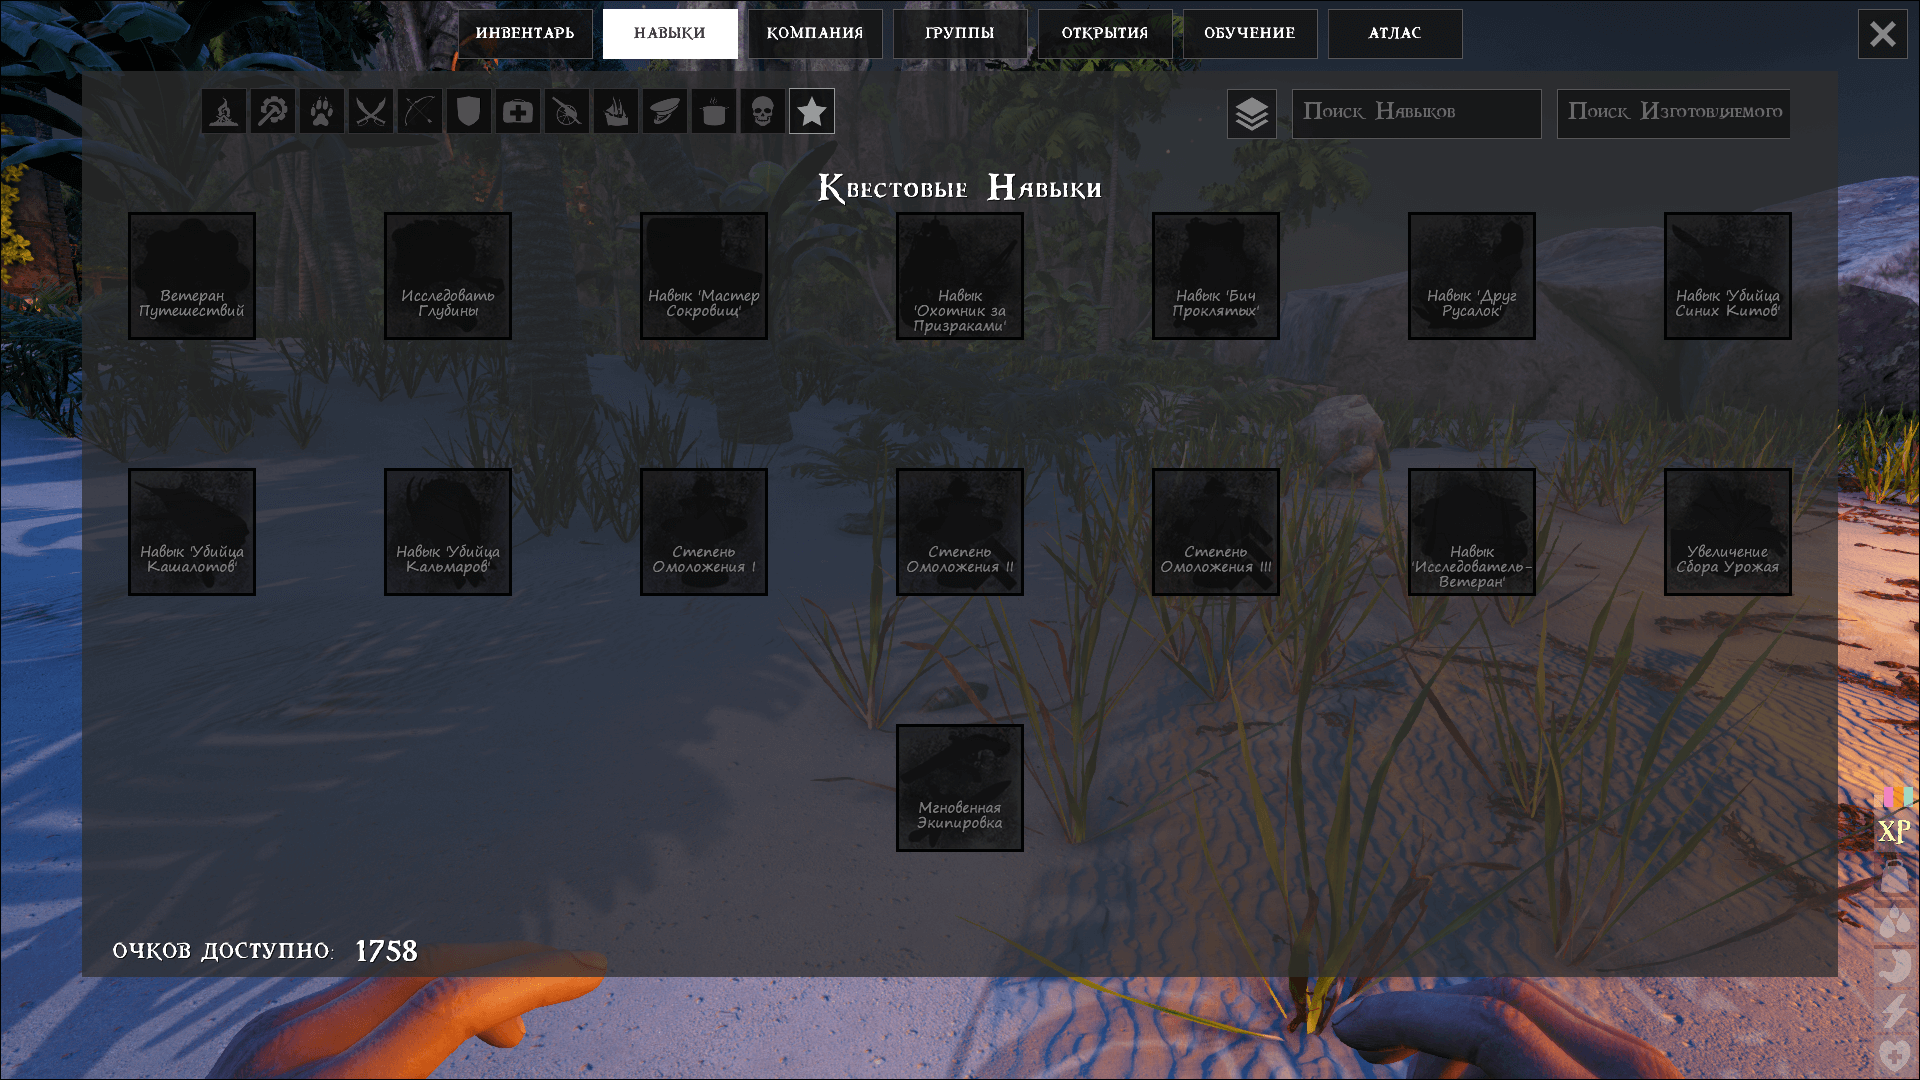 ИНВЕНТАРЬ
НАВЫКИ
КОМПАНИЯ
ГРУППЫ
ОТКРЫТИЯ
ОБУЧЕНИЕ
АТЛАС
Поиск Навыков
Поиск Изготовляемого
Квестовые Навыки
Ветеран
Путешествий
Исследовать
Глубины
Навык 'Мастер
Сокровищ'
Навык
'Охотник за
Призраками'
Навык 'Бич
Проклятых'
Навык 'Друг
Русалок'
Навык 'Убийца
Синих Китов'
Навык 'Убийца
Кашалотов'
Навык 'Убийца
Кальмаров'
Степень
Омоложения I
Степень
Омоложения II
Степень
Омоложения III
Навык
'Исследователь-
Ветеран'
Увеличение
Сбора Урожая
Мгновенная
Экипировка
XP
ОЧКОВ ДОСТУПНО: 1758